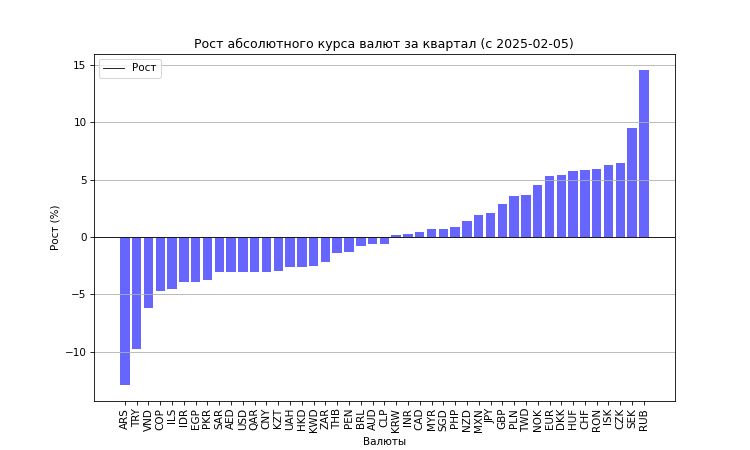 Рост абсолютного курса валют за квартал (с 2025-02-05)
Рост
15
10
5
0
−5
−10
Рост (%)
ARS TRY VND COP ILS IDR EGP PKR SAR AED USD QAR CNY KZT UAH HKD KWD ZAR THB PEN BRL AUD CLP KRW INR CAD MYR SGD PHP NZD MXN JPY GBP PLN TWD NOK EUR DKK HUF CHF RON ISK CZK SEK RUB
Валюты